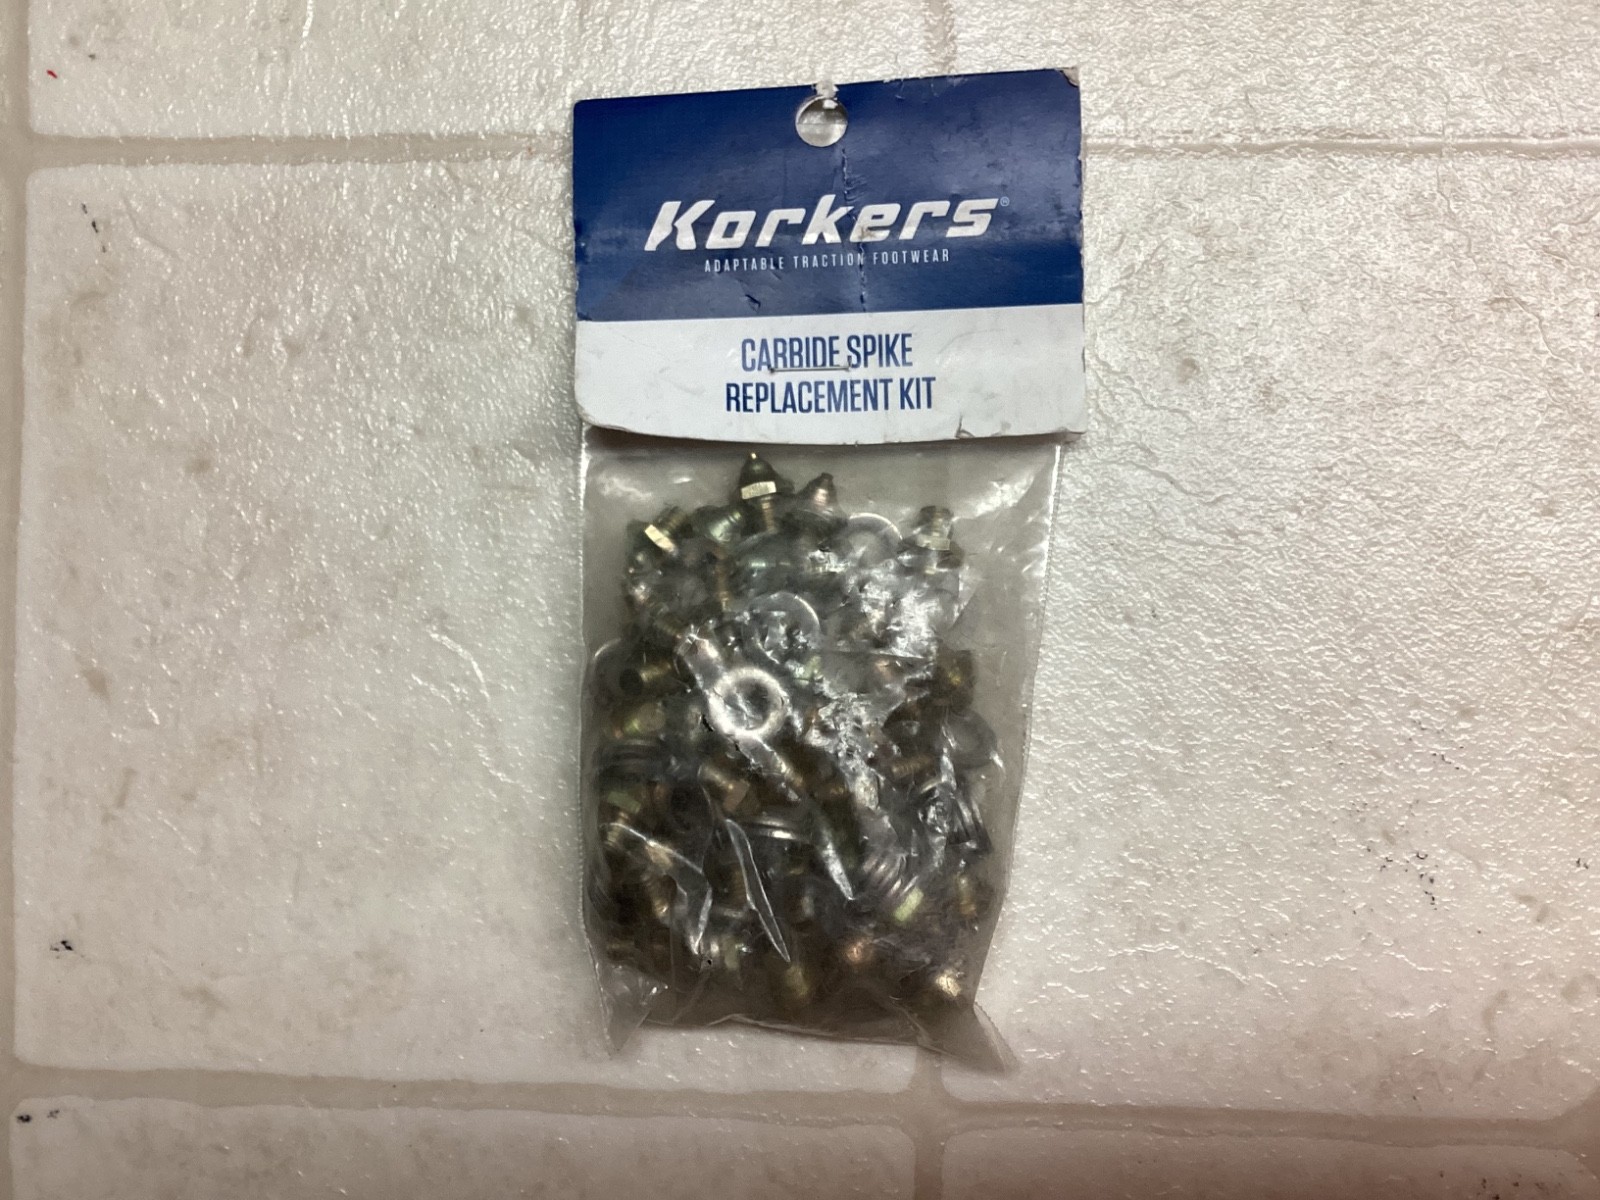 Korkers®
ADAPTABLE TRACTION FOOTWEAR
CARBIDE SPIKE
REPLACEMENT KIT